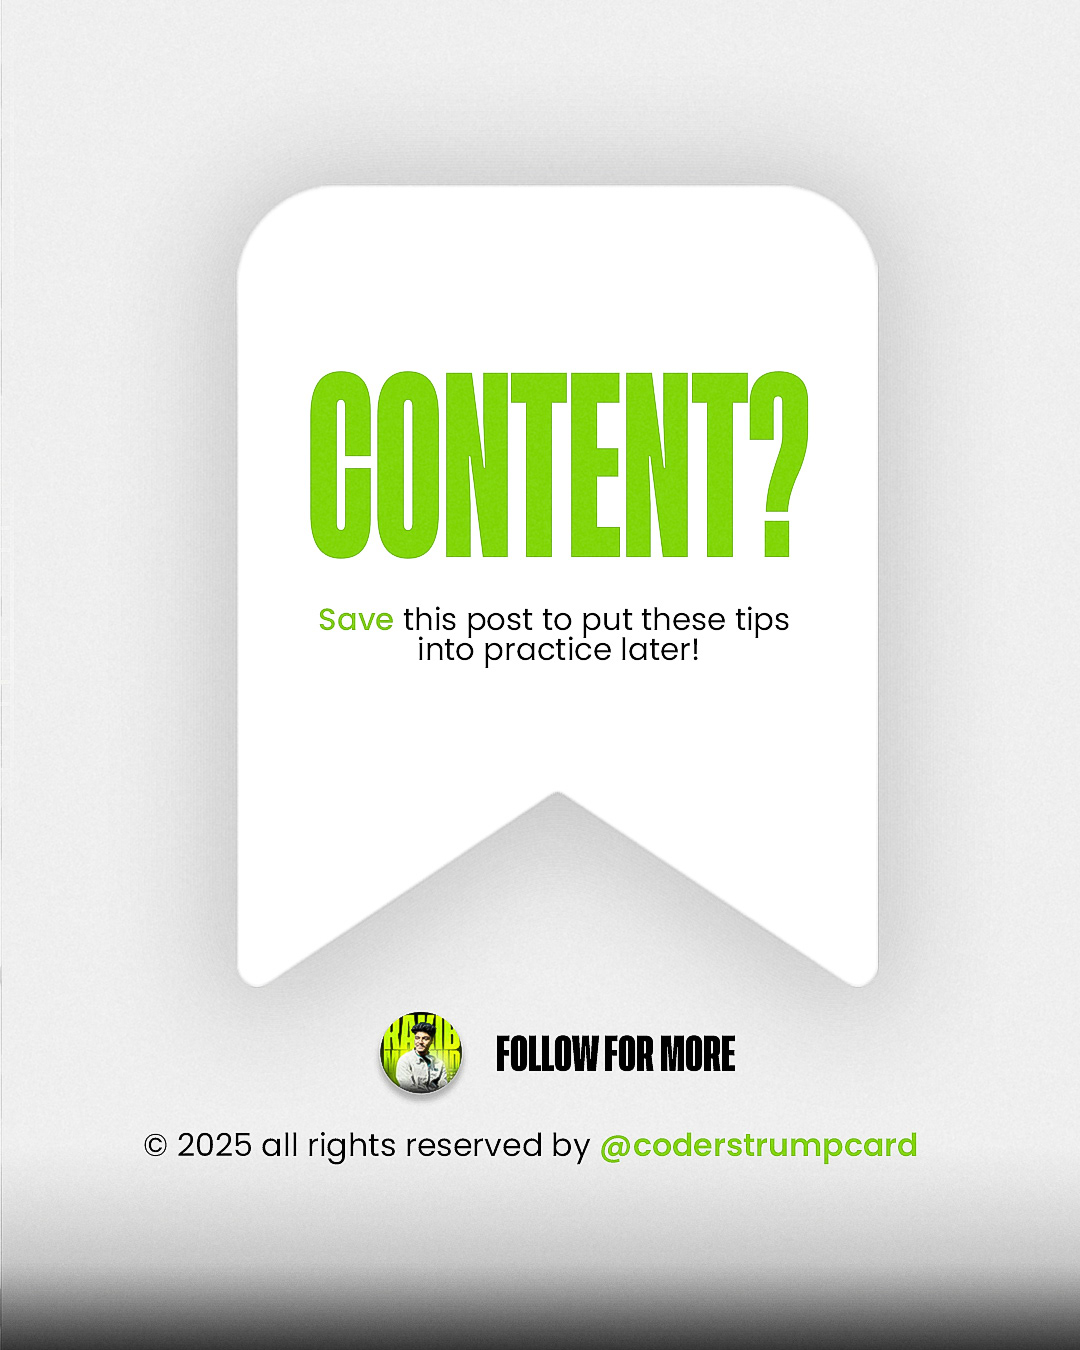 CONTENT?
Save this post to put these tips
into practice later!
RAKIB
FOLLOW FOR MORE
© 2025 all rights reserved by @coderstrumpcard